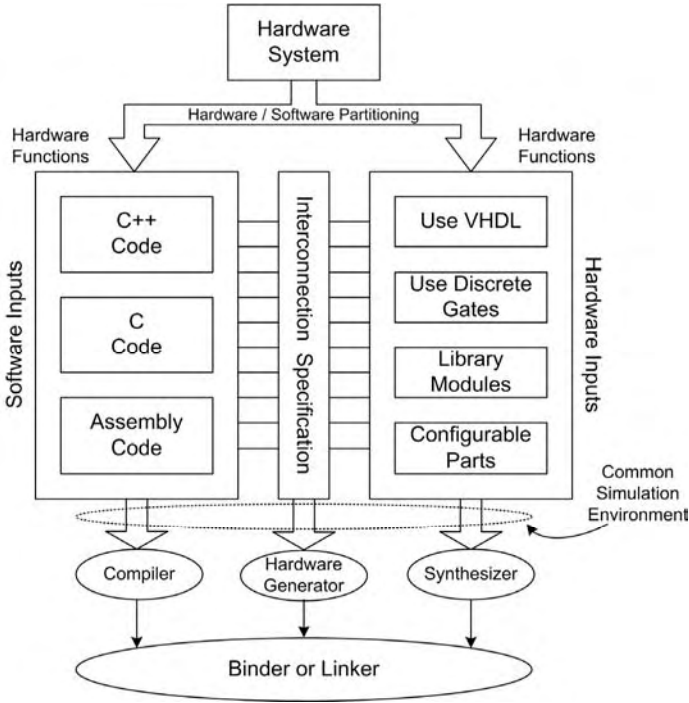 Hardware
System
Hardware / Software Partitioning
Hardware
Functions
Hardware
Functions
Software Inputs
C++
Code
C
Code
Assembly
Code
Interconnection Specification
Use VHDL
Use Discrete
Gates
Library
Modules
Configurable
Parts
Hardware Inputs
Common
Simulation
Environment
Compiler
Hardware
Generator
Synthesizer
Binder or Linker